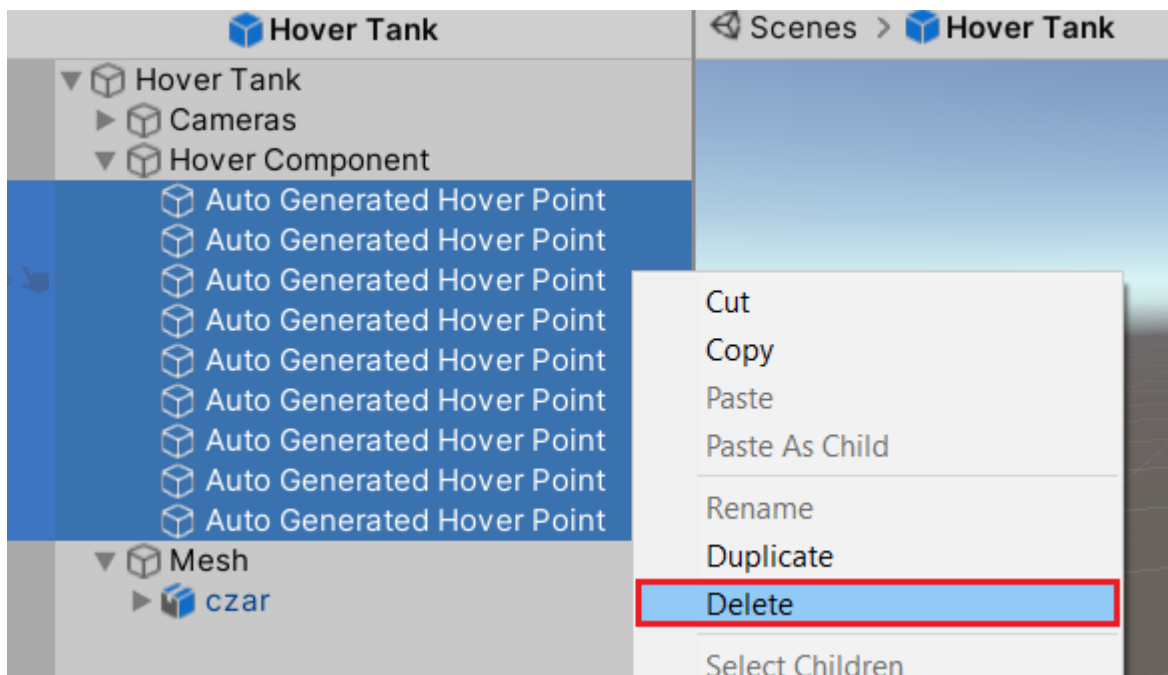 Hover Tank
Scenes > Hover Tank
Hover Tank
Cameras
Hover Component
Auto Generated Hover Point
Auto Generated Hover Point
Auto Generated Hover Point
Auto Generated Hover Point
Auto Generated Hover Point
Auto Generated Hover Point
Auto Generated Hover Point
Auto Generated Hover Point
Auto Generated Hover Point
Mesh
czar
Cut
Copy
Paste
Paste As Child
Rename
Duplicate
Delete
Select Children